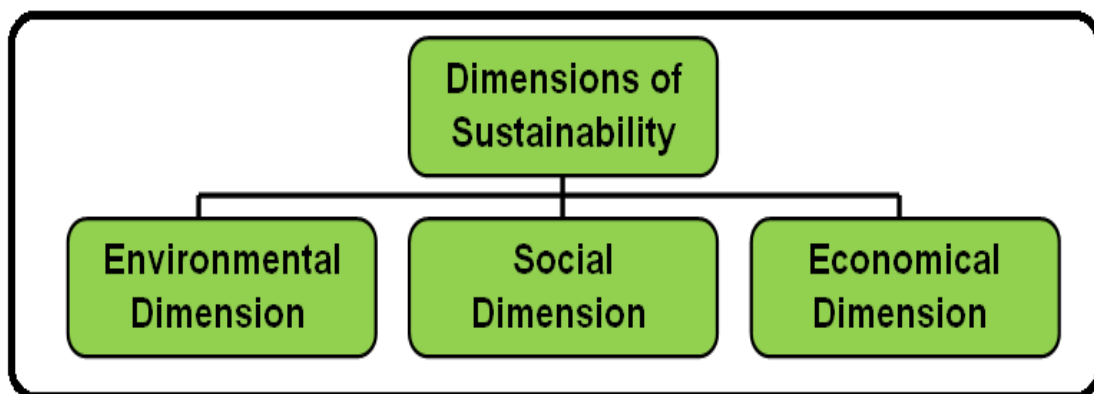 Dimensions of
Sustainability
Environmental
Dimension
Social
Dimension
Economical
Dimension